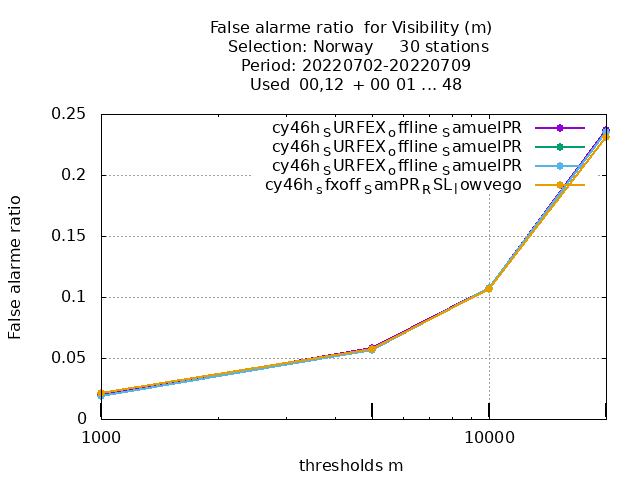 False alarme ratio  for Visibility (m)
Selection: Norway     30 stations
Period: 20220702-20220709
Used  00,12  + 00 01 ... 48
0.25
0.2
0.15
0.1
0.05
0
False alarme ratio
cy46h_SURFEX_offline_SamuelPR
cy46h_SURFEX_offline_SamuelPR
cy46h_SURFEX_offline_SamuelPR
cy46h_sfxoff_SamPR_RSL_lowvego
1000
10000
thresholds m